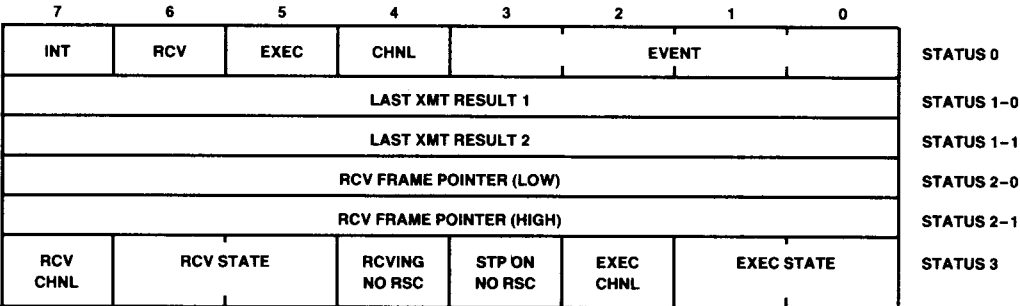 7 6 5 4 3 2 1 0
INT RCV EXEC CHNL EVENT STATUS 0
LAST XMT RESULT 1 STATUS 1–0
LAST XMT RESULT 2 STATUS 1–1
RCV FRAME POINTER (LOW) STATUS 2–0
RCV FRAME POINTER (HIGH) STATUS 2–1
RCV RCV STATE RCVING STP ON EXEC EXEC STATE STATUS 3
CHNL NO RSC NO RSC CHNL